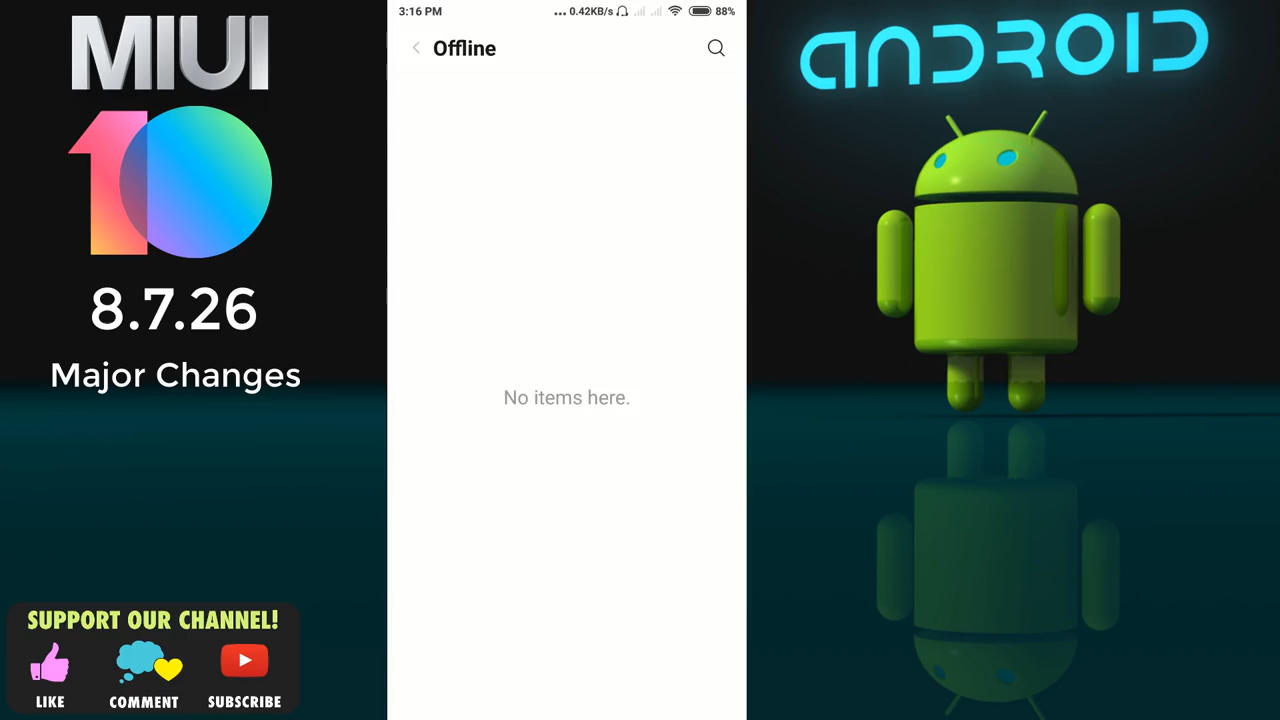 MIUI
10
8.7.26
Major Changes
SUPPORT OUR CHANNEL!
LIKE COMMENT SUBSCRIBE
3:16 PM ... 0.42KB/s 88%
Offline
No items here.
ANDROID